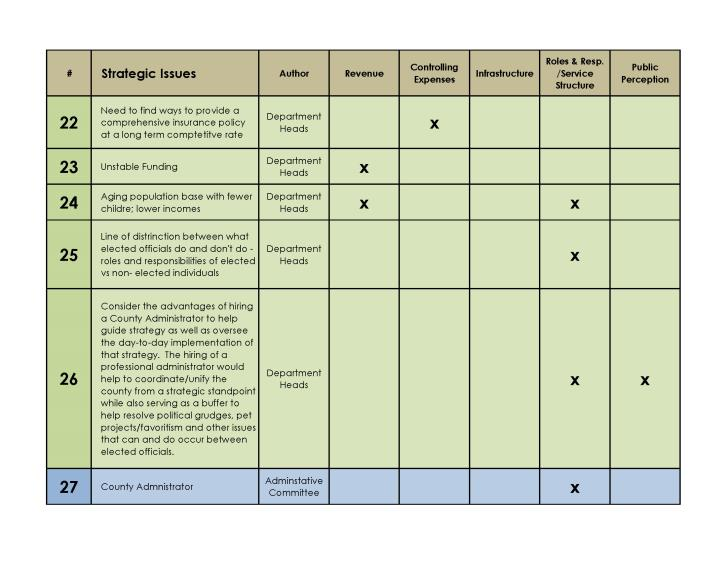 # Strategic Issues Author Revenue Controlling Expenses Infrastructure Roles & Resp. /Service Structure Public Perception
22
Need to find ways to provide a
comprehensive insurance policy
at a long term comptetitve rate
Department
Heads
x
23
Unstable Funding
Department
Heads
x
24
Aging population base with fewer
childre; lower incomes
Department
Heads
x
x
25
Line of distrinction between what
elected officials do and don't do -
roles and responsibilities of elected
vs non- elected individuals
Department
Heads
x
26
Consider the advantages of hiring
a County Administrator to help
guide strategy as well as oversee
the day-to-day implementation of
that strategy. The hiring of a
professional administrator would
help to coordinate/unify the
county from a strategic standpoint
while also serving as a buffer to
help resolve political grudges, pet
projects/favoritism and other issues
that can and do occur between
elected officials.
Department
Heads
x
x
27
County Admnistrator
Adminstative
Committee
x